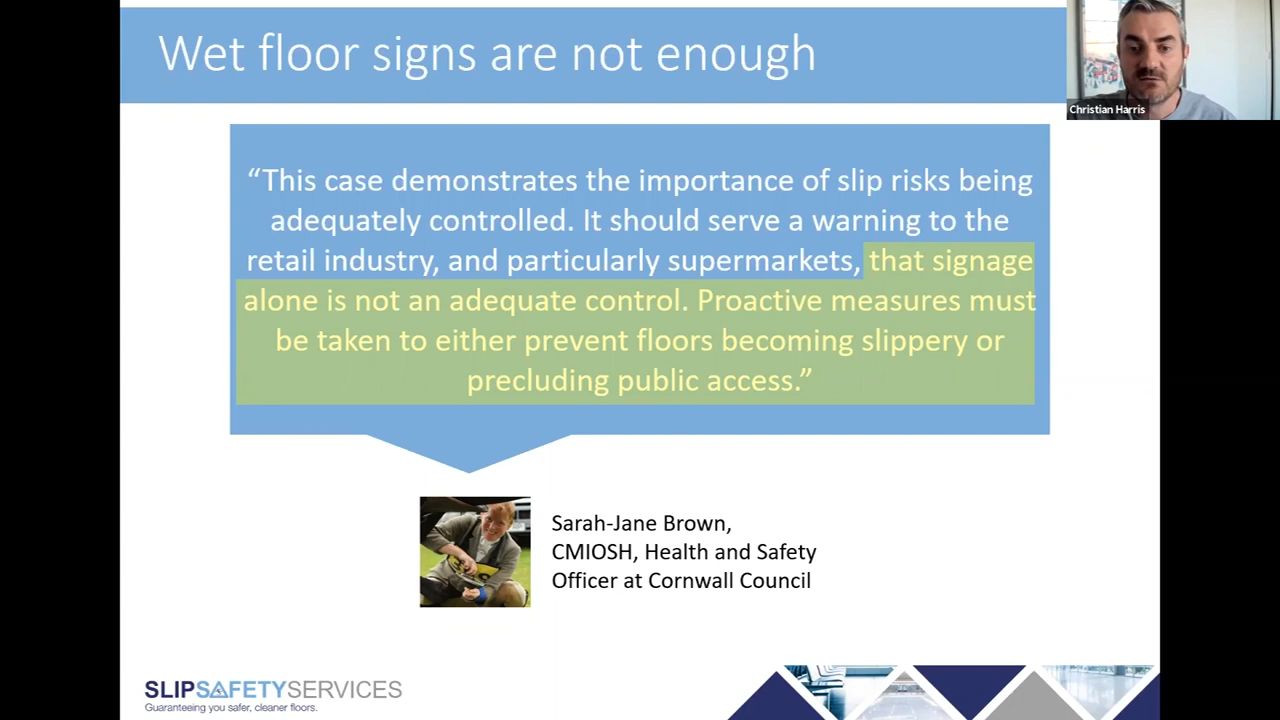 Wet floor signs are not enough
Christian Harris
“This case demonstrates the importance of slip risks being
adequately controlled. It should serve a warning to the
retail industry, and particularly supermarkets, that signage
alone is not an adequate control. Proactive measures must
be taken to either prevent floors becoming slippery or
precluding public access.”
Sarah-Jane Brown,
CMIOSH, Health and Safety
Officer at Cornwall Council
SLIPSAFETYSERVICES
Guaranteeing you safer, cleaner floors.